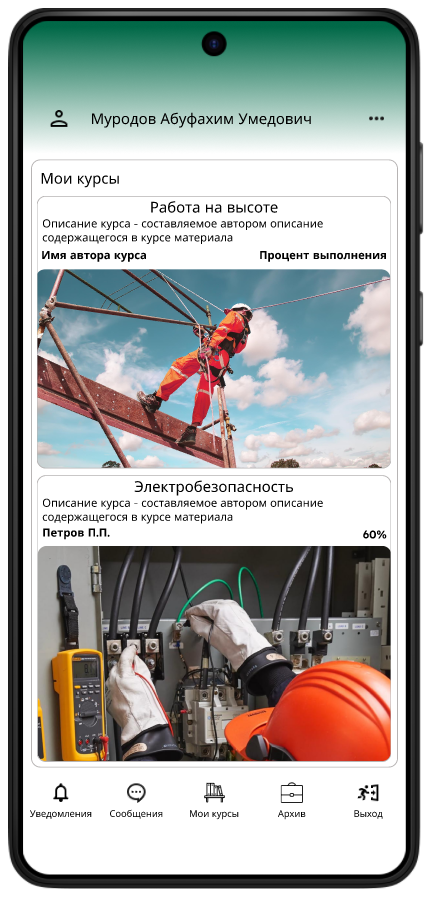 Муродов Абуфахим Умедович
Мои курсы
Работа на высоте
Описание курса - составляемое автором описание
содержащегося в курсе материала
Имя автора курса Процент выполнения
Электробезопасность
Описание курса - составляемое автором описание
содержащегося в курсе материала
Петров П.П. 60%
Уведомления Сообщения Мои курсы Архив Выход